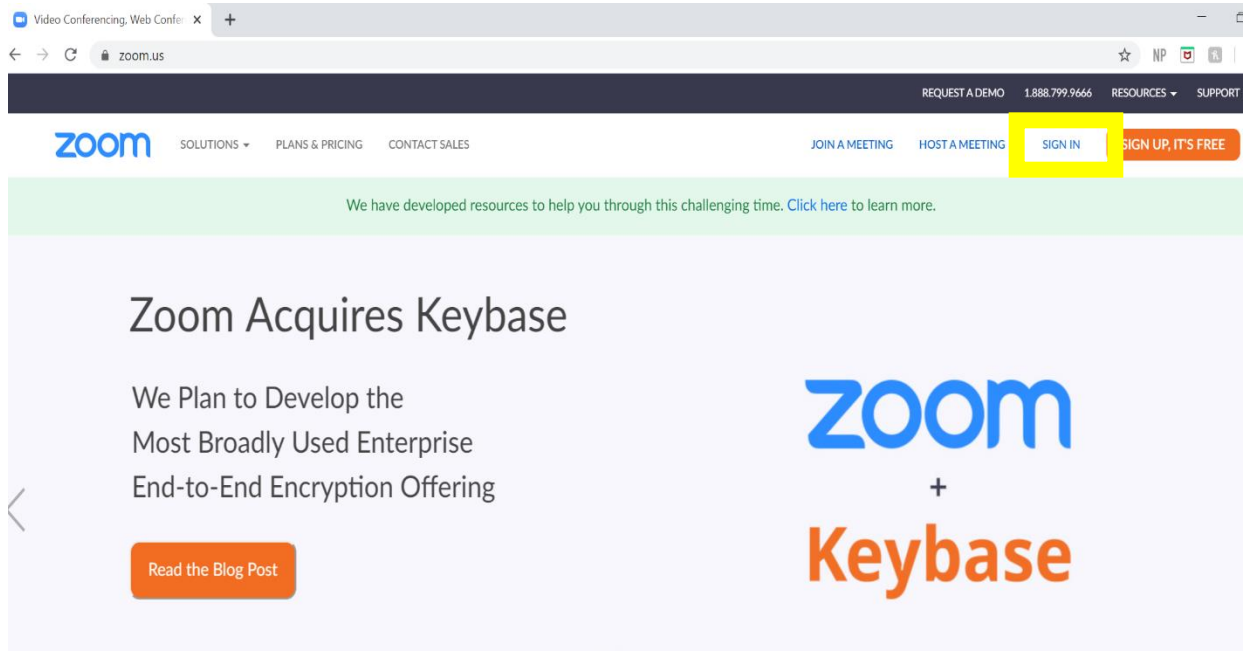 Video Conferencing, Web Confer
zoom.us
NP
REQUEST A DEMO 1.888.799.9666 RESOURCES SUPPORT
zoom SOLUTIONS PLANS & PRICING CONTACT SALES JOIN A MEETING HOST A MEETING SIGN IN SIGN UP, IT'S FREE
We have developed resources to help you through this challenging time. Click here to learn more.
Zoom Acquires Keybase
We Plan to Develop the
Most Broadly Used Enterprise
End-to-End Encryption Offering
Read the Blog Post
zoom
+
Keybase